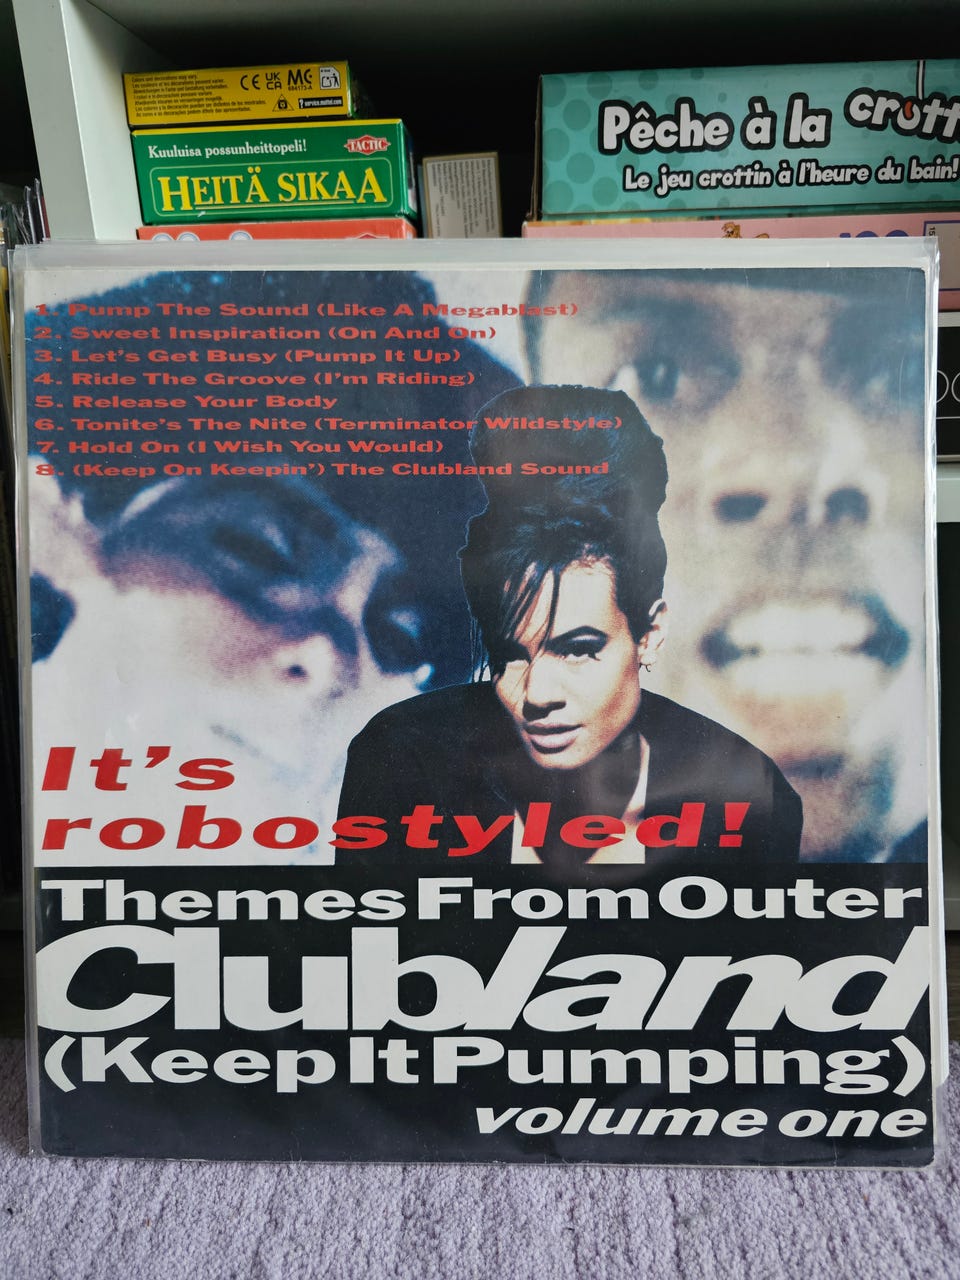 CE UK CA MC
? service.mattel.com
Kuuluisa possunheittopeli!
TACTIC
HEITÄ SIKAA
Pêche à la crott
Le jeu crottin à l'heure du bain!
1. Pump The Sound (Like A Megablast)
2. Sweet Inspiration (On And On)
3. Let's Get Busy (Pump It Up)
4. Ride The Groove (I'm Riding)
5. Release Your Body
6. Tonite's The Nite (Terminator Wildstyle)
7. Hold On (I Wish You Would)
8. (Keep On Keepin') The Clubland Sound
It's
robostyled!
Themes From Outer
Clubland
(Keep It Pumping)
volume one